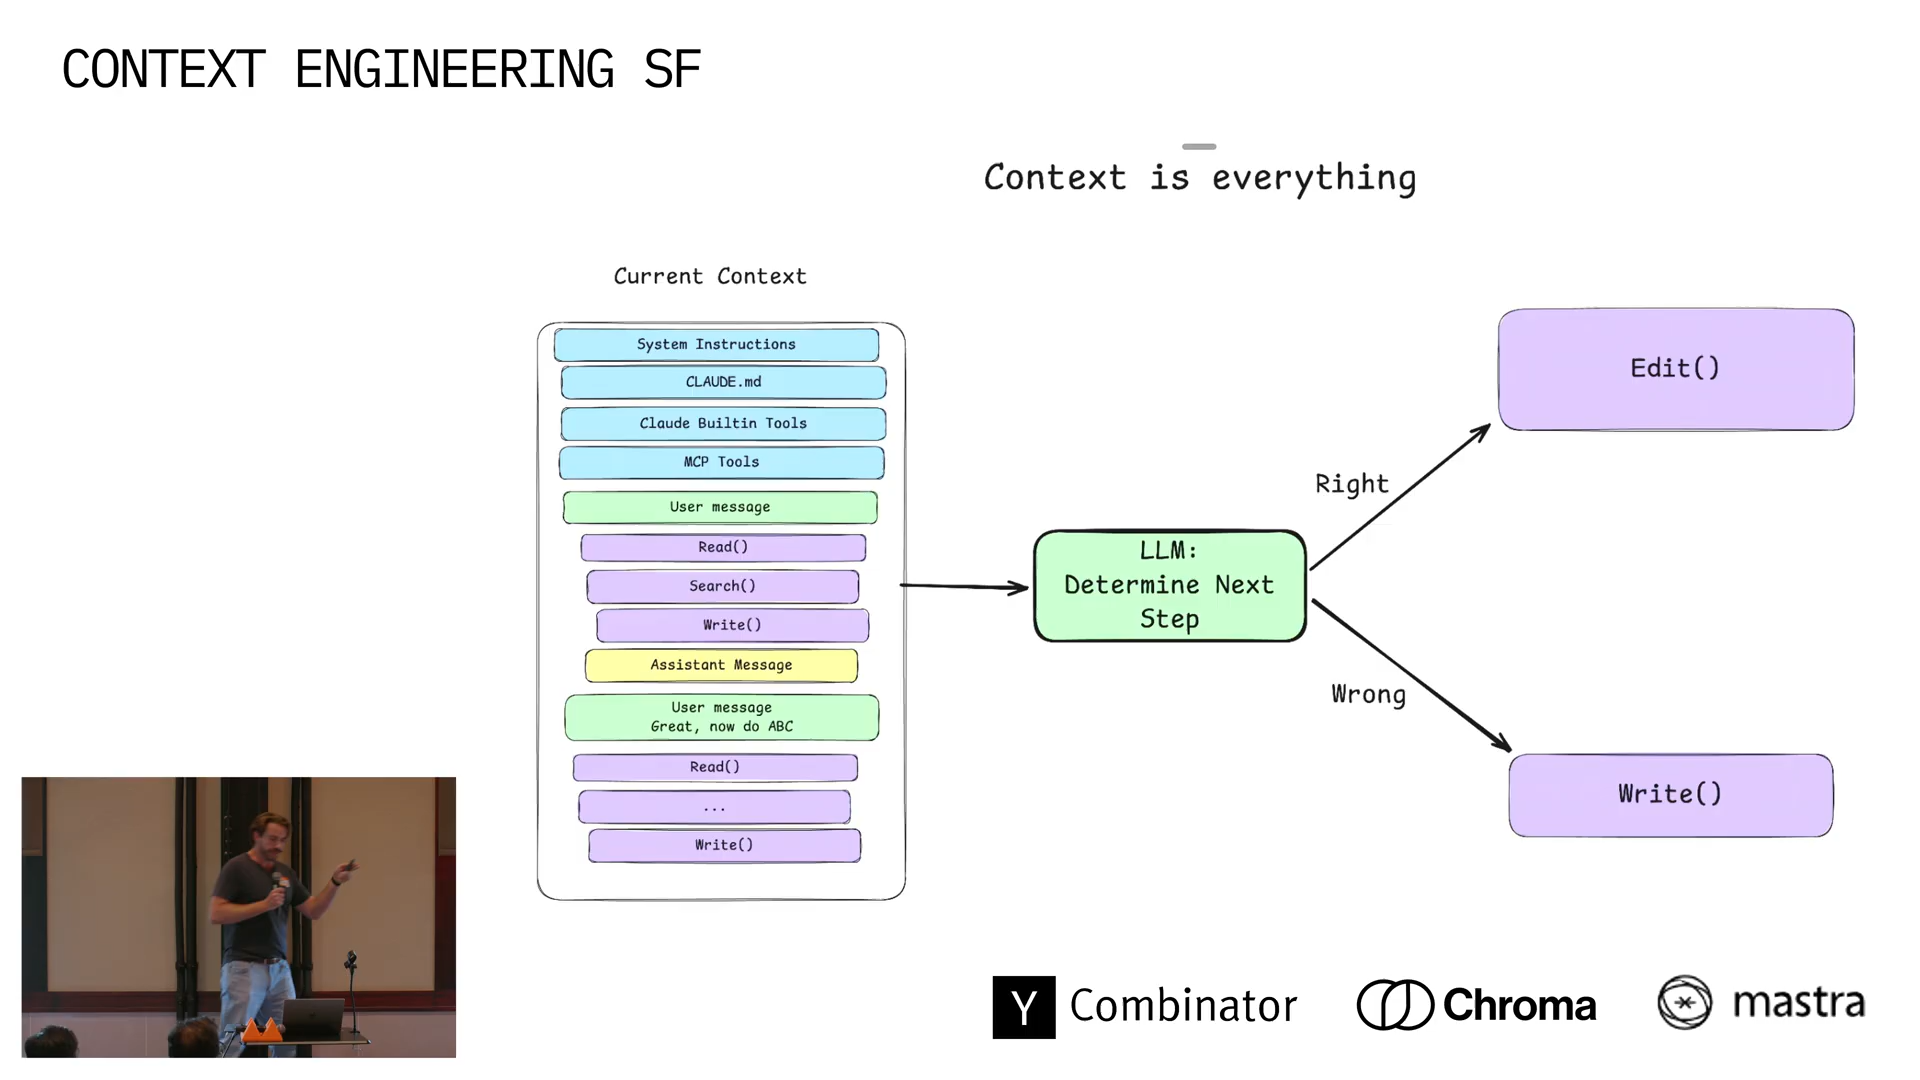 CONTEXT ENGINEERING SF
Context is everything
Current Context
System Instructions
CLAUDE.md
Claude Builtin Tools
MCP Tools
User message
Read()
Search()
Write()
Assistant Message
User message
Great, now do ABC
Read()
...
Write()
LLM:
Determine Next
Step
Right
Wrong
Edit()
Write()
Y Combinator
Chroma
mastra